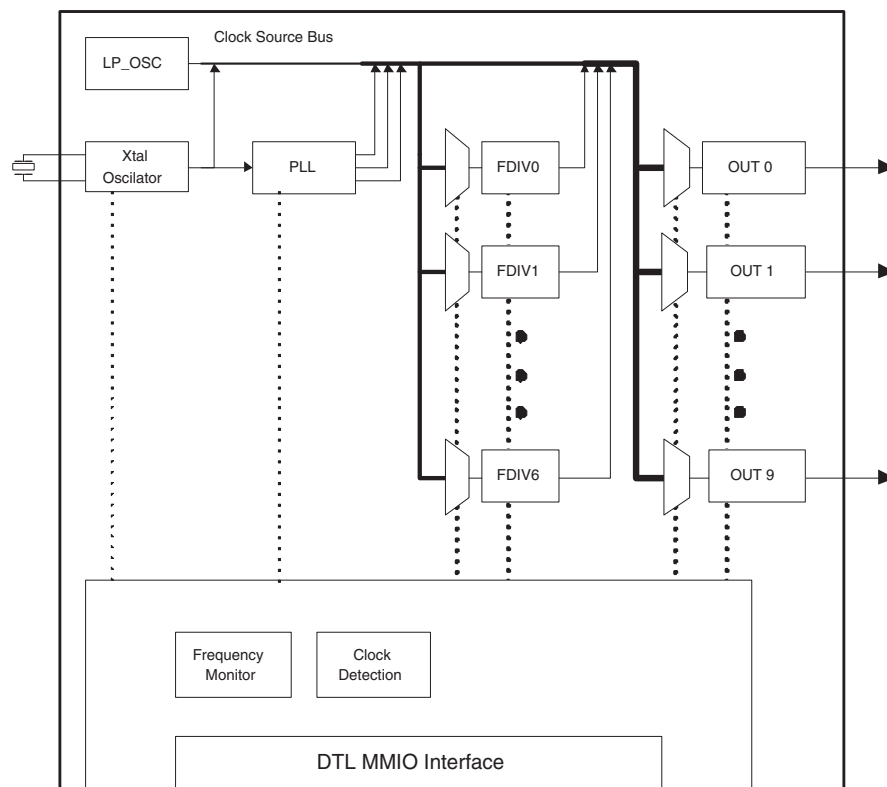 Clock Source Bus
LP_OSC
Xtal
Oscilator
PLL
FDIV0
OUT 0
FDIV1
OUT 1
FDIV6
OUT 9
Frequency
Monitor
Clock
Detection
DTL MMIO Interface